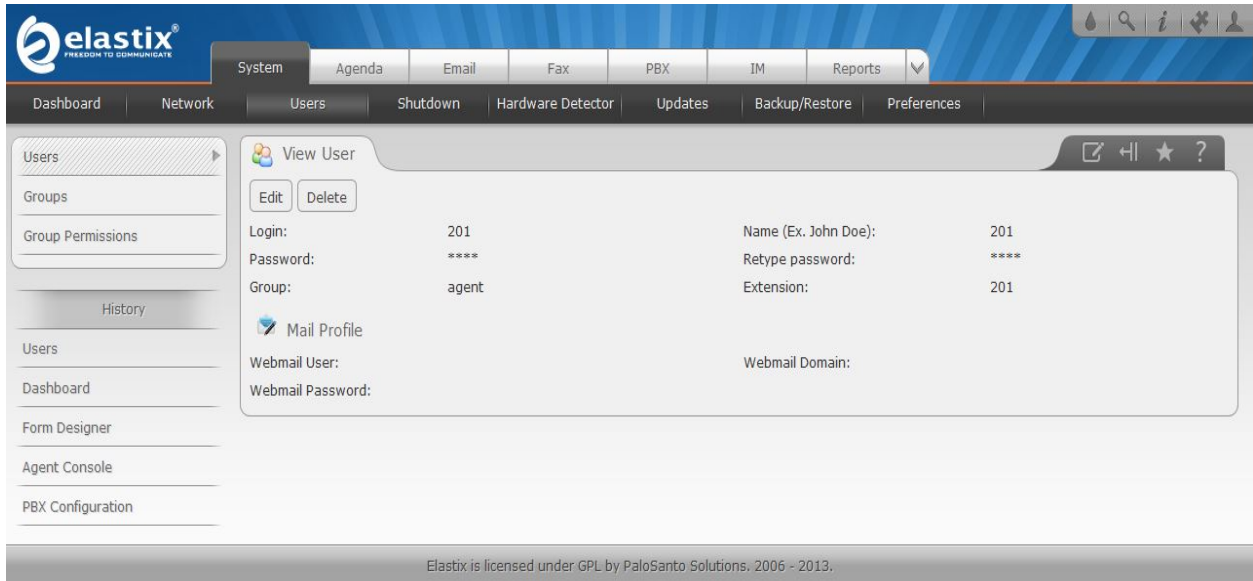 elastix®
FREEDOM TO COMMUNICATE
System Agenda Email Fax PBX IM Reports
Dashboard Network Users Shutdown Hardware Detector Updates Backup/Restore Preferences
Users
Groups
Group Permissions
History
Users
Dashboard
Form Designer
Agent Console
PBX Configuration
View User
?
Edit Delete
Login: 201 Name (Ex. John Doe): 201
Password: **** Retype password: ****
Group: agent Extension: 201
Mail Profile
Webmail User: Webmail Domain:
Webmail Password:
Elastix is licensed under GPL by PaloSanto Solutions. 2006 - 2013.